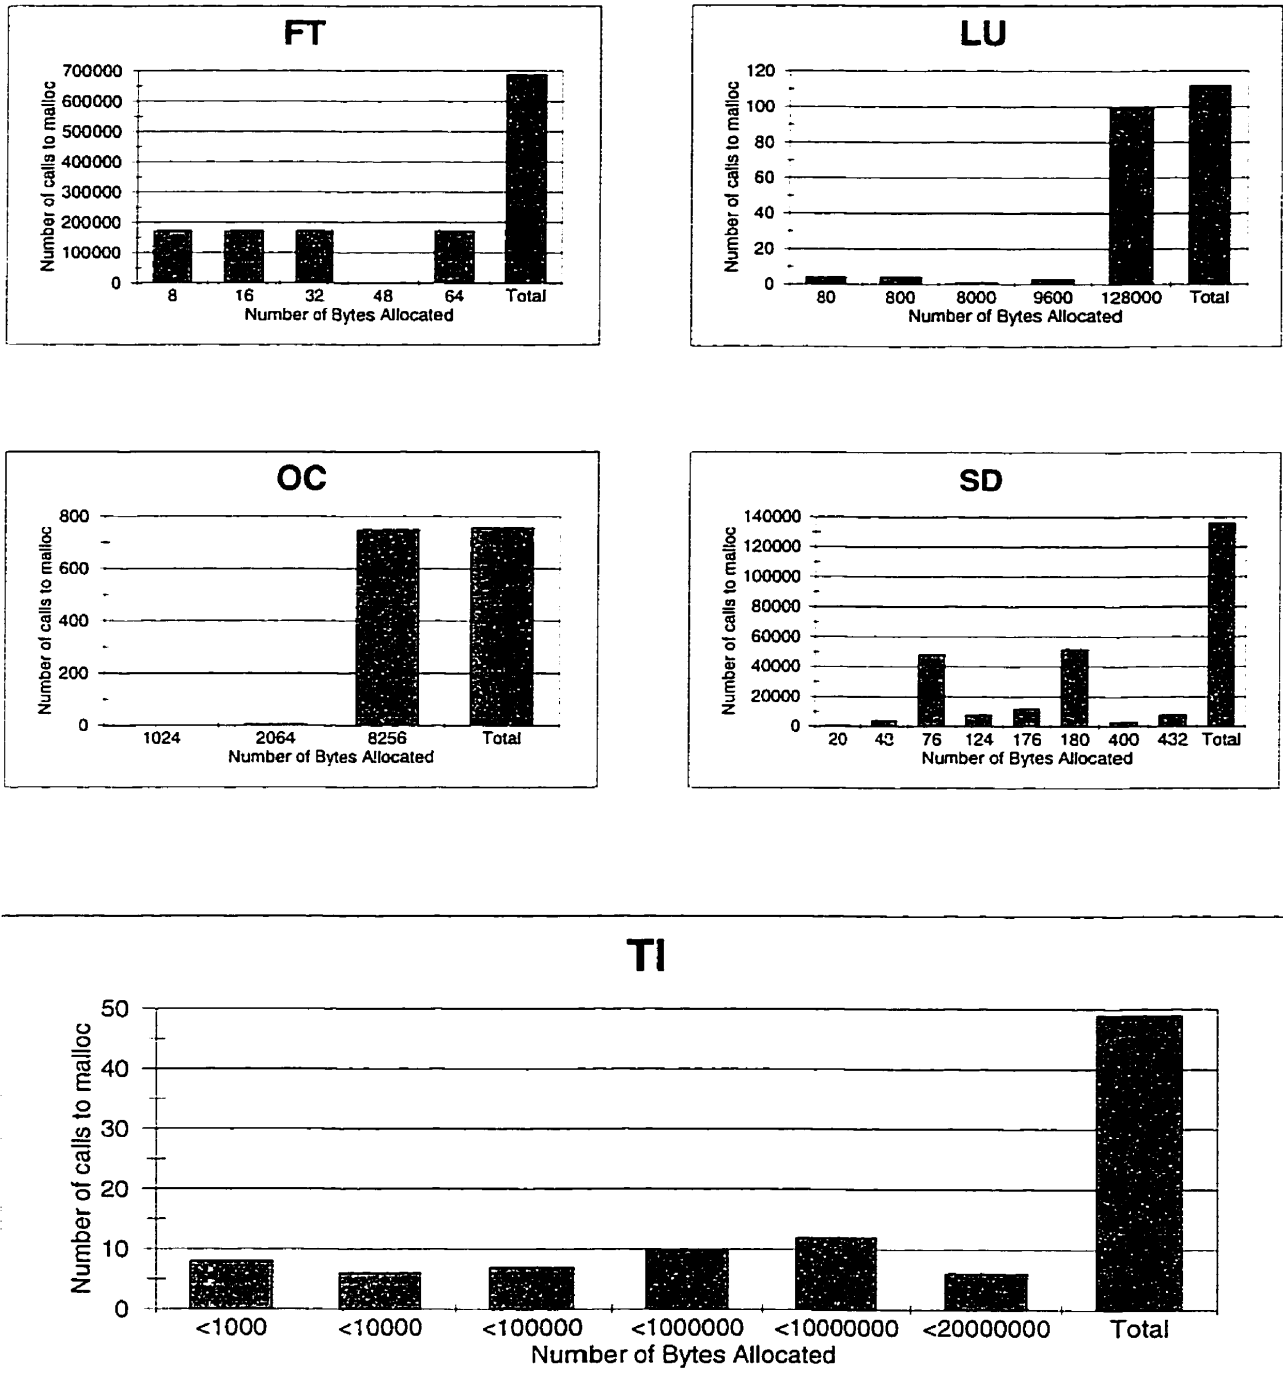 FT
Number of calls to malloc
700000
600000
500000
400000
300000
200000
100000
0
8 16 32 48 64 Total
Number of Bytes Allocated
LU
Number of calls to malloc
120
100
80
60
40
20
0
80 800 8000 9600 128000 Total
Number of Bytes Allocated
OC
Number of calls to malloc
800
600
400
200
0
1024 2064 8256 Total
Number of Bytes Allocated
SD
Number of calls to malloc
140000
120000
100000
80000
60000
40000
20000
0
20 43 76 124 176 180 400 432 Total
Number of Bytes Allocated
TI
Number of calls to malloc
50
40
30
20
10
0
<1000 <10000 <100000 <1000000 <10000000 <20000000 Total
Number of Bytes Allocated